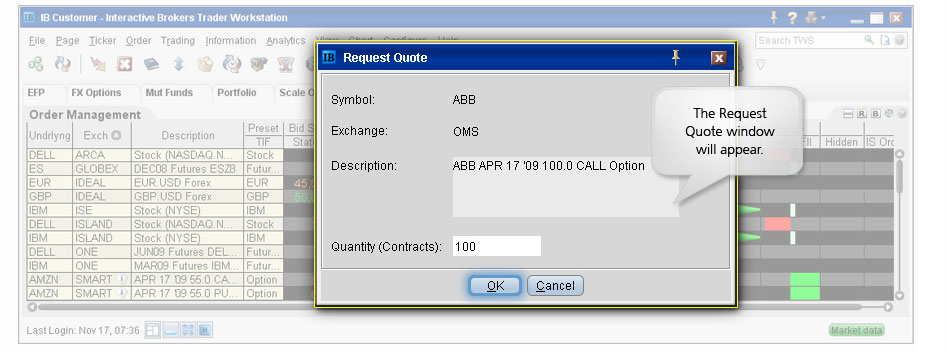 IB Customer - Interactive Brokers Trader Workstation
File Page Ticker Order Trading Information Analytics View Chart Configure Help
Search TWS
Request Quote
EFP FX Options Mut Funds Portfolio Scale O
Symbol: ABB
Exchange: OMS
Description: ABB APR 17 '09 100.0 CALL Option
Quantity (Contracts): 100
OK Cancel
The Request
Quote window
will appear.
Order Management
Undrlyng Exch Description Preset Bid S
TIF Stat
Hidden IS Or
DELL ARCA Stock (NASDAQ.N... Stock
ES GLOBEX DEC08 Futures ESZ8 Futur...
EUR IDEAL EUR.USD Forex EUR 45
GBP IDEAL GBP.USD Forex GBP 50
IBM ISE Stock (NYSE) IBM
DELL ISLAND Stock (NASDAQ.N... Stock
IBM ISLAND Stock (NYSE) IBM
DELL ONE JUN09 Futures DEL... Futur...
IBM ONE MAR09 Futures IBM... Futur...
AMZN SMART APR 17 '09 55.0 CA... Option
AMZN SMART APR 17 '09 55.0 PU... Option
Last Login: Nov 17, 07:36
Market data